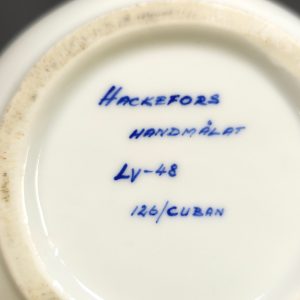 HACKEFORS
HANDMÅLAT
LV-48
126/CUBAN